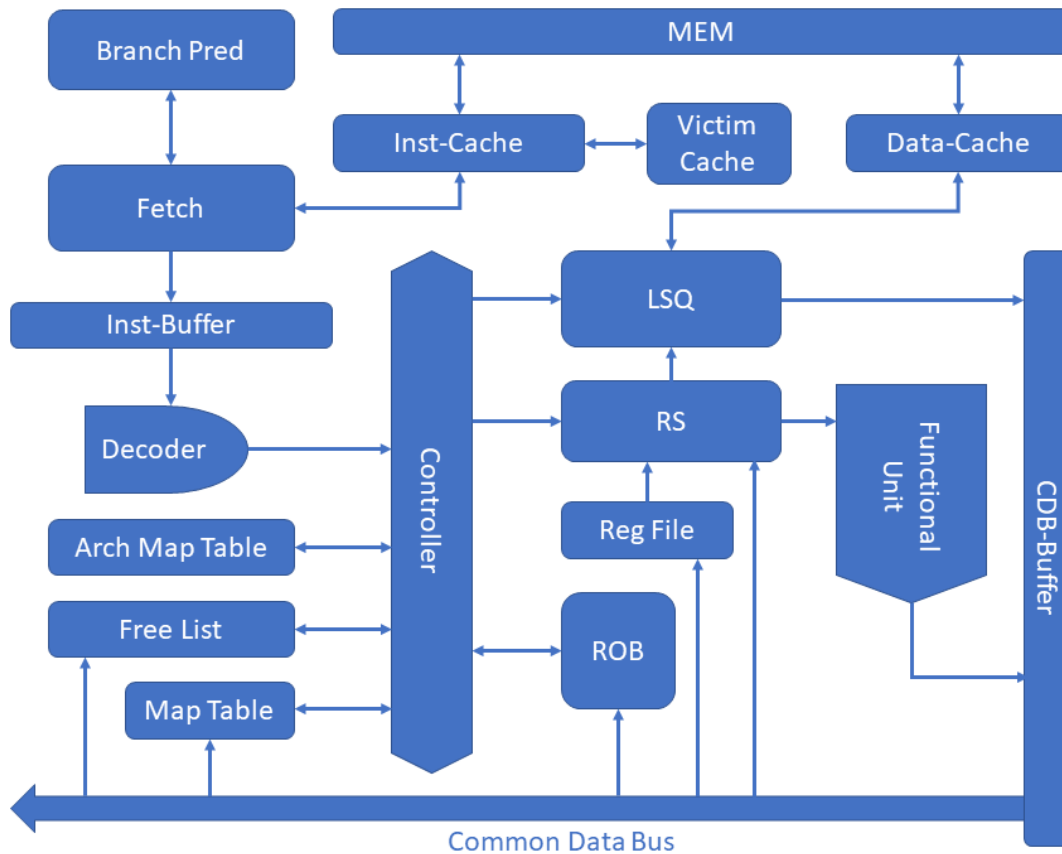 Branch Pred
MEM
Inst-Cache
Victim
Cache
Data-Cache
Fetch
LSQ
Inst-Buffer
RS
Decoder
Controller
Functional
Unit
CDB-Buffer
Reg File
Arch Map Table
Free List
ROB
Map Table
Common Data Bus